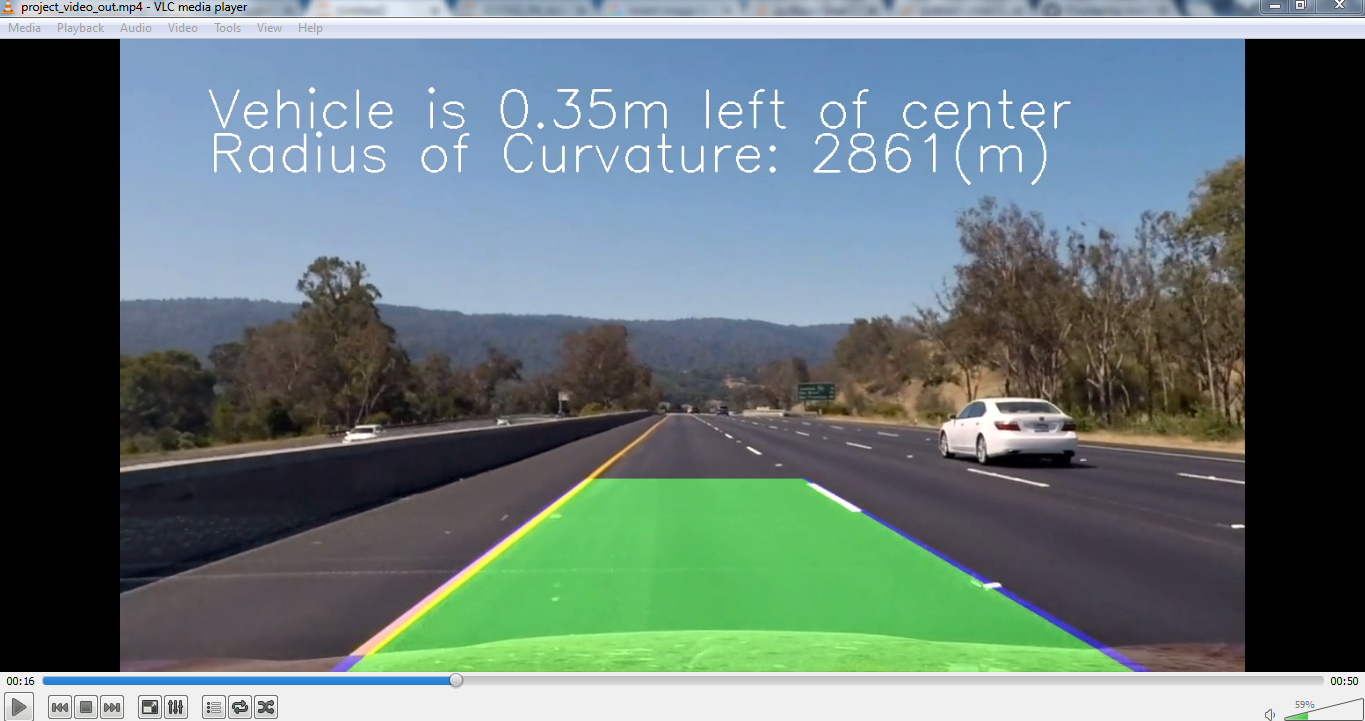 project_video_out.mp4 - VLC media player
Media Playback Audio Video Tools View Help
Vehicle is 0.35m left of center
Radius of Curvature: 2861(m)
00:16
00:50
59%